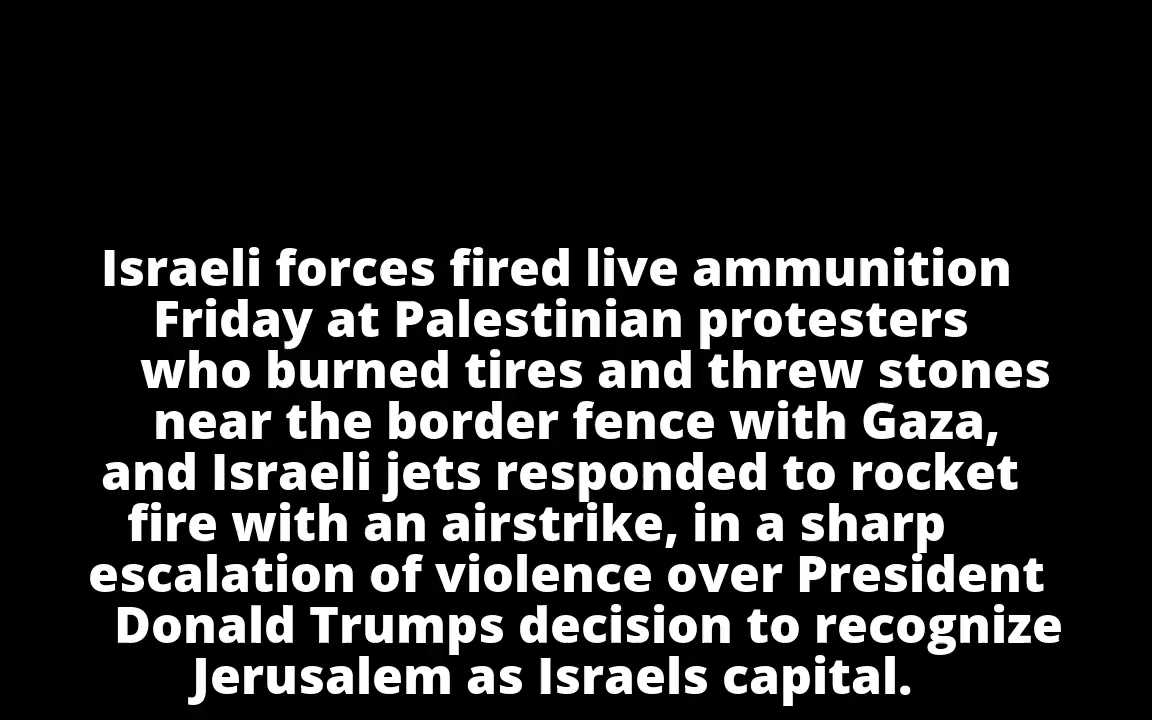 Israeli forces fired live ammunition
Friday at Palestinian protesters
who burned tires and threw stones
near the border fence with Gaza,
and Israeli jets responded to rocket
fire with an airstrike, in a sharp
escalation of violence over President
Donald Trumps decision to recognize
Jerusalem as Israels capital.